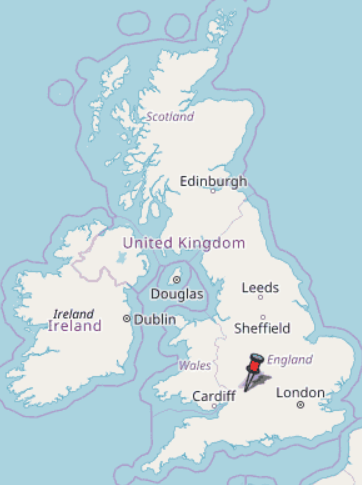 Scotland
Edinburgh
United Kingdom
Douglas
Leeds
Ireland
Ireland
Dublin
Sheffield
Wales
England
Cardiff
London